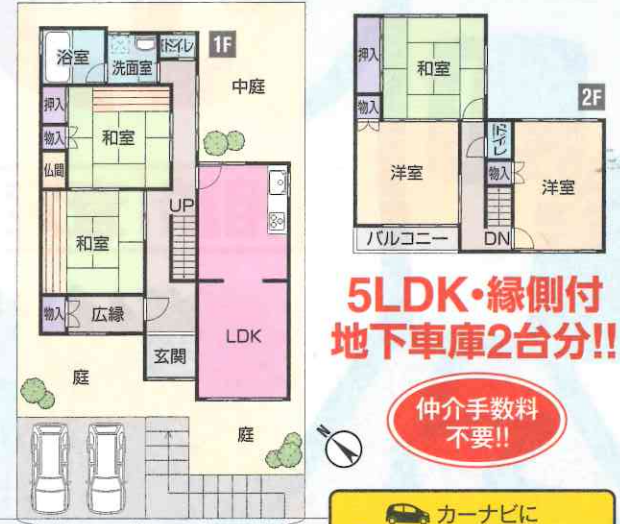 1F
浴室
洗面室
トイレ
中庭
押入
物入
和室
仏間
和室
UP
物入
広縁
玄関
LDK
庭
庭
N
押入
和室
2F
物入
洋室
トイレ
物入
洋室
バルコニー
DN
5LDK・縁側付
地下車庫2台分!!
仲介手数料
不要!!
カーナビに